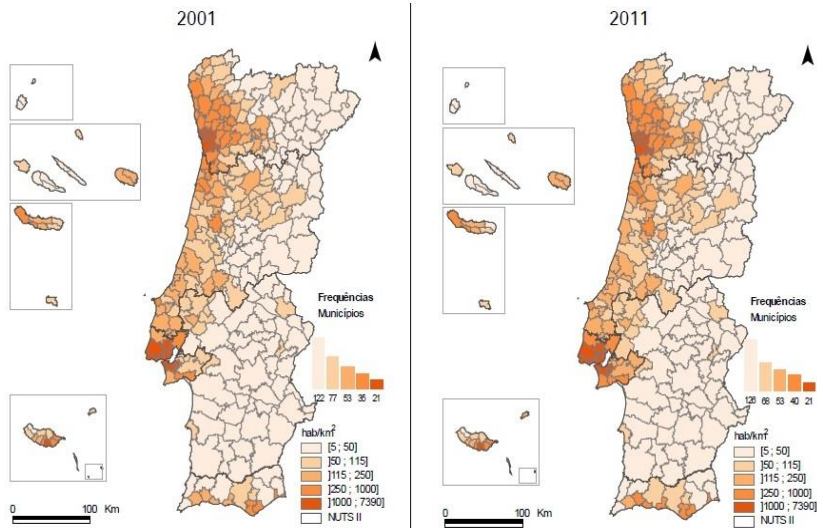 2001
Frequências
Municípios
122 77 53 35 21
hab/km²
[5 ; 50]
]50 ; 115]
]115 ; 250]
]250 ; 1000]
]1000 ; 7390]
NUTS II
0 100 Km
2011
Frequências
Municípios
126 68 53 40 21
hab/km²
[5 ; 50]
]50 ; 115]
]115 ; 250]
]250 ; 1000]
]1000 ; 7390]
NUTS II
0 100 Km